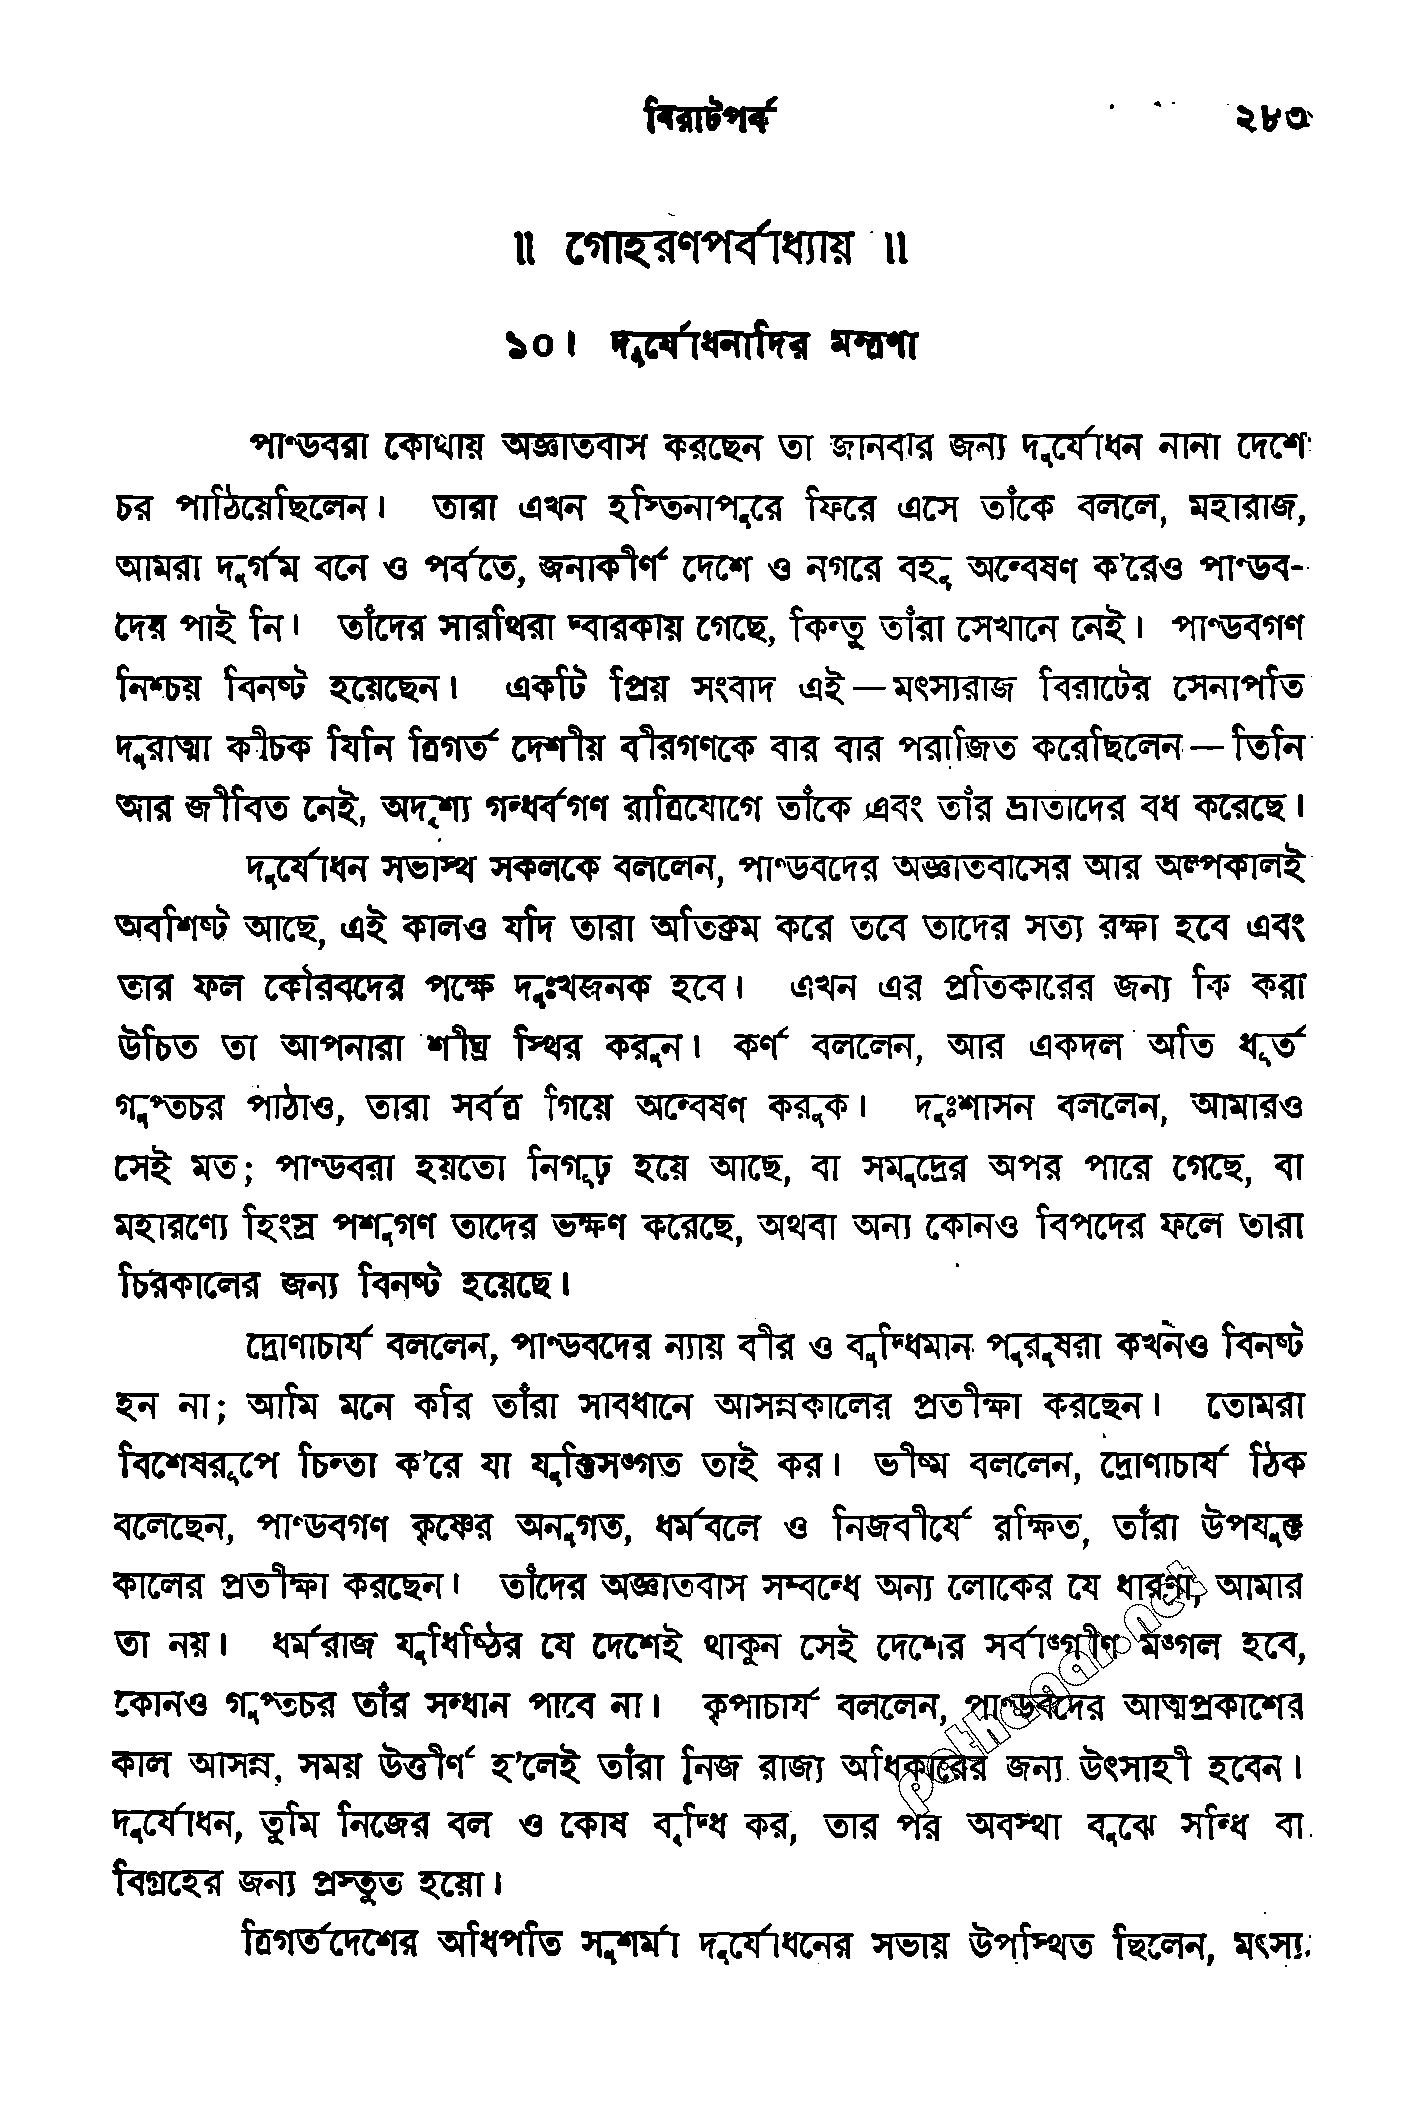 বিরাটপর্ব ২৮৩
॥ গোহরণপর্বাধ্যায় ॥
১০। দুর্যোধনাদির মন্ত্রণা
পাণ্ডবরা কোথায় অজ্ঞাতবাস করছেন তা জানবার জন্য দুর্যোধন নানা দেশে
চর পাঠিয়েছিলেন। তারা এখন হস্তিনাপুরে ফিরে এসে তাঁকে বললে, মহারাজ,
আমরা দুর্গম বনে ও পর্বতে, জনাকীর্ণ দেশে ও নগরে বহু অন্বেষণ ক'রেও পাণ্ডব-
দের পাই নি। তাঁদের সারথিরা দ্বারকায় গেছে, কিন্তু তাঁরা সেখানে নেই। পাণ্ডবগণ
নিশ্চয় বিনষ্ট হয়েছেন। একটি প্রিয় সংবাদ এই—মৎস্যরাজ বিরাটের সেনাপতি
দুরাত্মা কীচক যিনি ত্রিগর্ত দেশীয় বীরগণকে বার বার পরাজিত করেছিলেন—তিনি
আর জীবিত নেই, অদৃশ্য গন্ধর্বগণ রাত্রিযোগে তাঁকে এবং তাঁর ভ্রাতাদের বধ করেছে।
দুর্যোধন সভাস্থ সকলকে বললেন, পাণ্ডবদের অজ্ঞাতবাসের আর অল্পকালই
অবশিষ্ট আছে, এই কালও যদি তারা অতিক্রম করে তবে তাদের সত্য রক্ষা হবে এবং
তার ফল কৌরবদের পক্ষে দুঃখজনক হবে। এখন এর প্রতিকারের জন্য কি করা
উচিত তা আপনারা শীঘ্র স্থির করুন। কর্ণ বললেন, আর একদল অতি ধূর্ত
গুপ্তচর পাঠাও, তারা সর্বত্র গিয়ে অন্বেষণ করুক। দুঃশাসন বললেন, আমারও
সেই মত; পাণ্ডবরা হয়তো নিগূঢ় হয়ে আছে, বা সমুদ্রের অপর পারে গেছে, বা
মহারণ্যে হিংস্র পশুগণ তাদের ভক্ষণ করেছে, অথবা অন্য কোনও বিপদের ফলে তারা
চিরকালের জন্য বিনষ্ট হয়েছে।
দ্রোণাচার্য বললেন, পাণ্ডবদের ন্যায় বীর ও বুদ্ধিমান পুরুষরা কখনও বিনষ্ট
হন না; আমি মনে করি তাঁরা সাবধানে আসন্নকালের প্রতীক্ষা করছেন। তোমরা
বিশেষরূপে চিন্তা ক'রে যা যুক্তিসঙ্গত তাই কর। ভীষ্ম বললেন, দ্রোণাচার্য ঠিক
বলেছেন, পাণ্ডবগণ কৃষ্ণের অনুগত, ধর্মবলে ও নিজবীর্যে রক্ষিত, তাঁরা উপযুক্ত
কালের প্রতীক্ষা করছেন। তাঁদের অজ্ঞাতবাস সম্বন্ধে অন্য লোকের যে ধারণা, আমার
তা নয়। ধর্মরাজ যুধিষ্ঠির যে দেশেই থাকুন সেই দেশের সর্বাঙ্গীণ মঙ্গল হবে,
কোনও গুপ্তচর তাঁর সন্ধান পাবে না। কৃপাচার্য বললেন, পাণ্ডবদের আত্মপ্রকাশের
কাল আসন্ন, সময় উত্তীর্ণ হ'লেই তাঁরা নিজ রাজ্য অধিকারের জন্য উৎসাহী হবেন।
দুর্যোধন, তুমি নিজের বল ও কোষ বৃদ্ধি কর, তার পর অবস্থা বুঝে সন্ধি বা
বিগ্রহের জন্য প্রস্তুত হয়ো।
ত্রিগর্তদেশের অধিপতি সুশর্মা দুর্যোধনের সভায় উপস্থিত ছিলেন, মৎস্য
pathagar.net